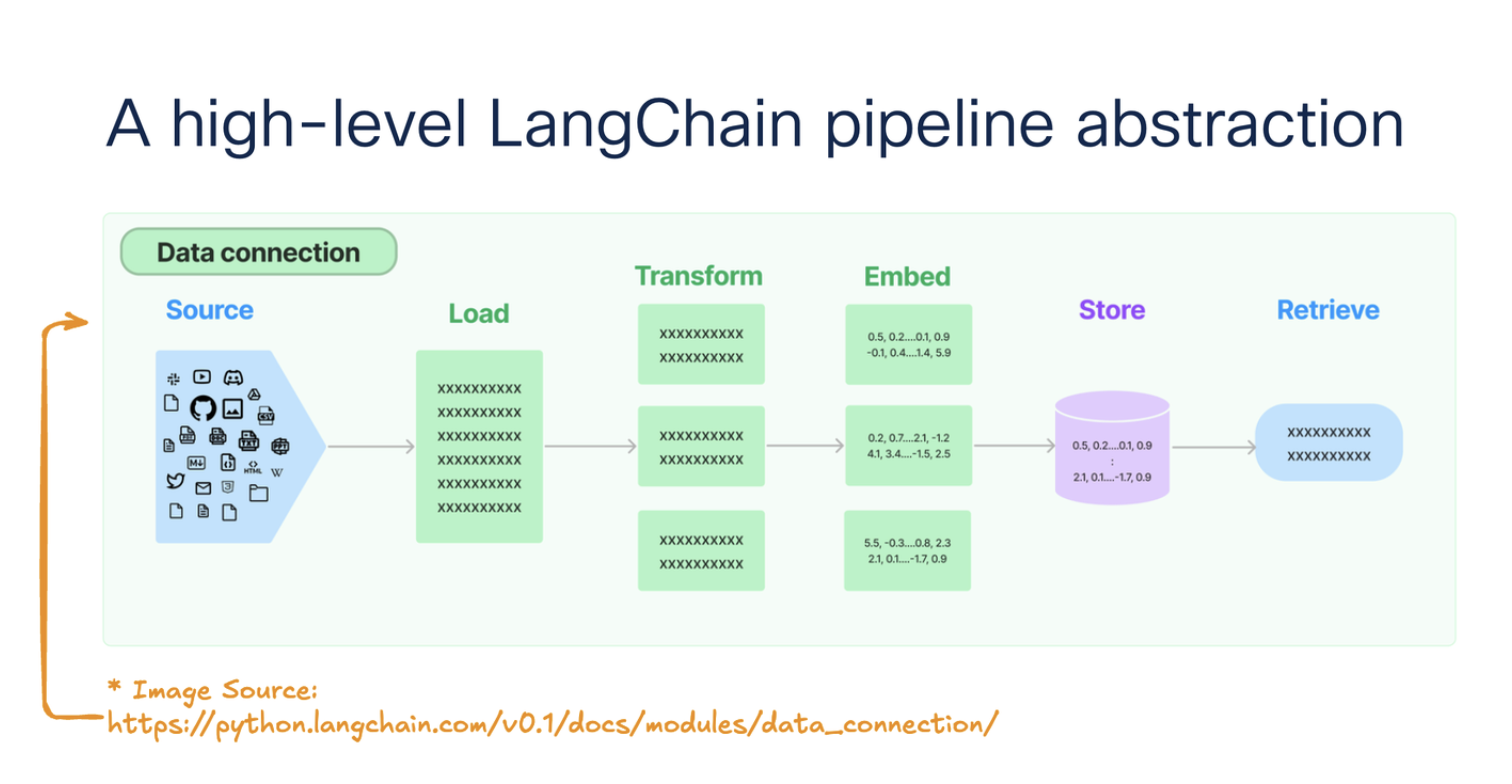 A high-level LangChain pipeline abstraction
Data connection
Source
Load
Transform
Embed
Store
Retrieve
CSV
TXT
M↓
HTML
W
XXXXXXXXXX
XXXXXXXXXX
XXXXXXXXXX
XXXXXXXXXX
XXXXXXXXXX
XXXXXXXXXX
XXXXXXXXXX
XXXXXXXXXX
XXXXXXXXXX
XXXXXXXXXX
XXXXXXXXXX
XXXXXXXXXX
0.5, 0.2....0.1, 0.9
-0.1, 0.4....1.4, 5.9
0.2, 0.7....2.1, -1.2
4.1, 3.4....-1.5, 2.5
5.5, -0.3....0.8, 2.3
2.1, 0.1....-1.7, 0.9
0.5, 0.2....0.1, 0.9
:
2.1, 0.1....-1.7, 0.9
XXXXXXXXXX
XXXXXXXXXX
* Image Source:
https://python.langchain.com/v0.1/docs/modules/data_connection/